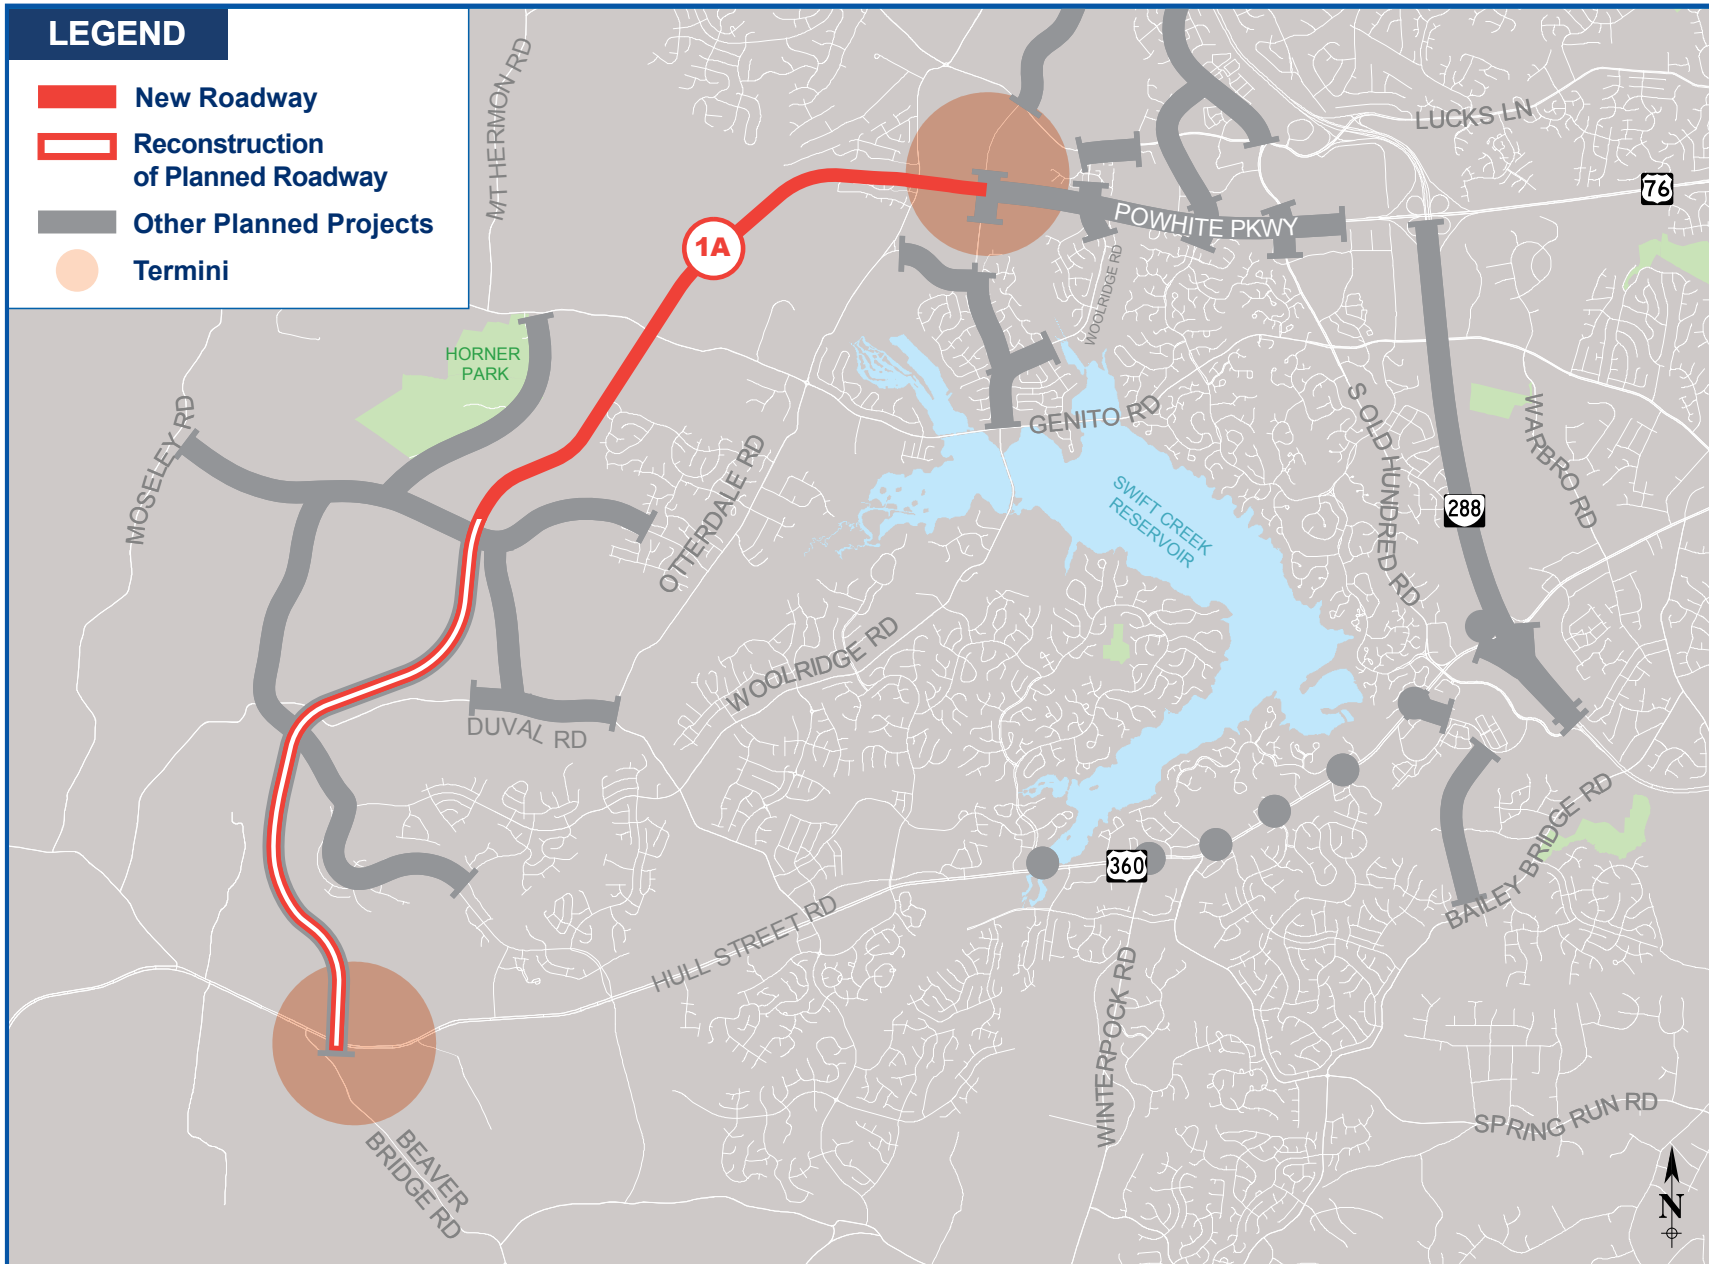 LEGEND
New Roadway
Reconstruction
of Planned Roadway
Other Planned Projects
Termini
MT HERMON RD
LUCKS LN
76
1A
POWHITE PKWY
WOOLRIDGE RD
HORNER
PARK
MOSELEY RD
GENITO RD
S OLD HUNDRED RD
WARBRO RD
OTTERDALE RD
SWIFT CREEK
RESERVOIR
288
WOOLRIDGE RD
DUVAL RD
BAILEY BRIDGE RD
360
HULL STREET RD
WINTERPOCK RD
SPRING RUN RD
BEAVER
BRIDGE RD
N